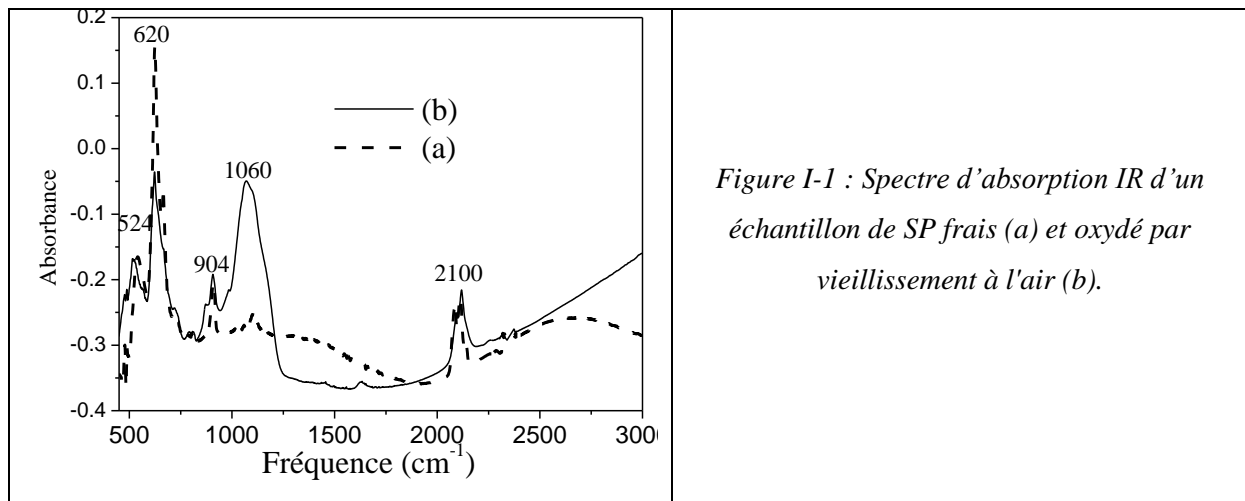 0.2
0.1
0.0
-0.1
-0.2
-0.3
-0.4
Absorbance
620
524
904
1060
2100
(b)
(a)
500 1000 1500 2000 2500 3000
Fréquence (cm-1)
Figure I-1 : Spectre d’absorption IR d’un
échantillon de SP frais (a) et oxydé par
vieillissement à l'air (b).